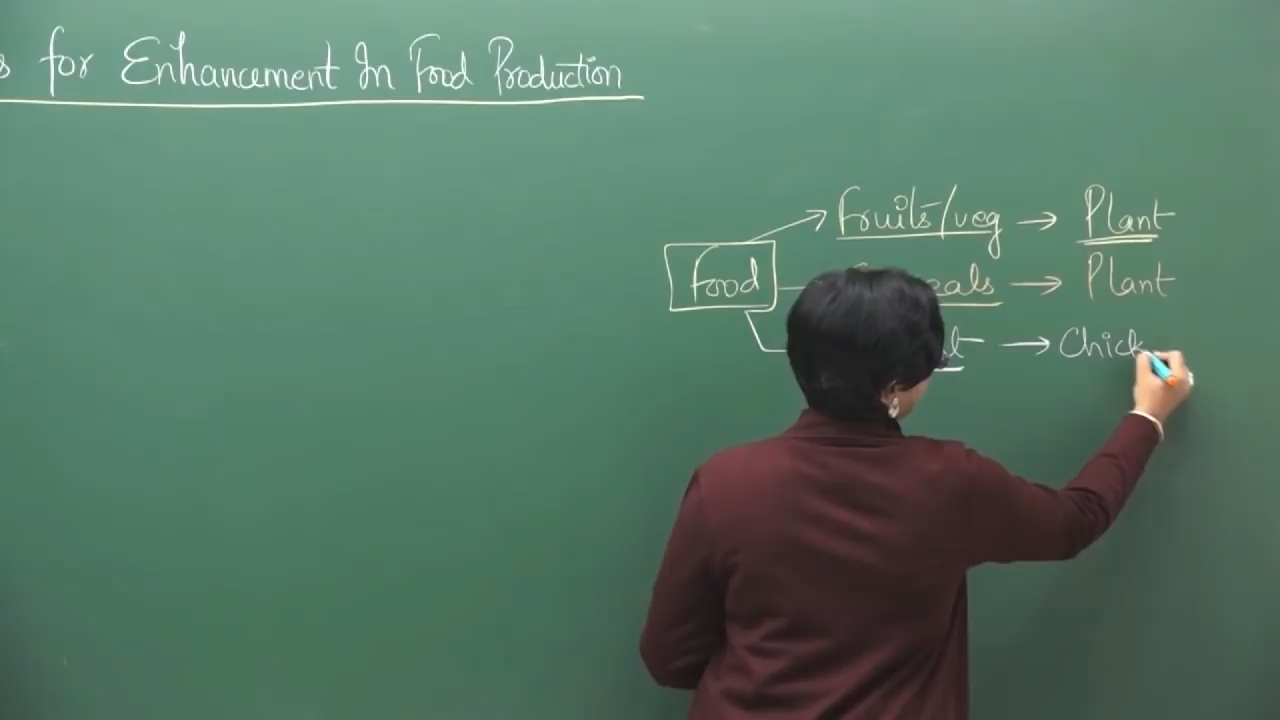 for Enhancement In Food Production
Fruits/veg → Plant
Food
→ Plant
→ Chick